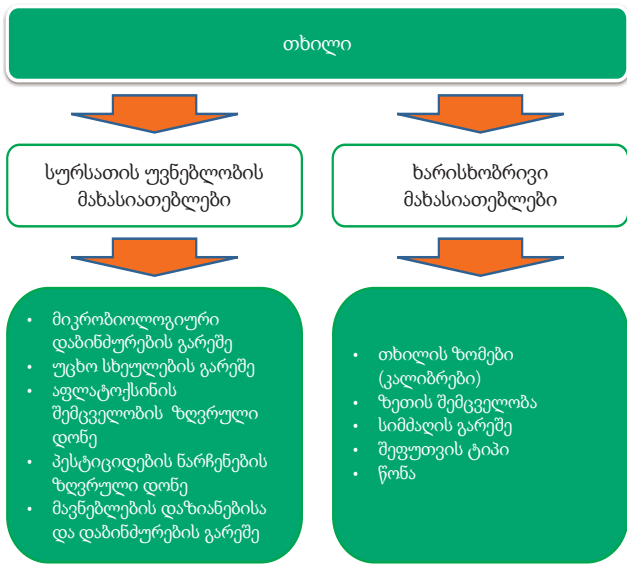 თხილი
სურსათის უვნებლობის
მახასიათებლები
ხარისხობრივი
მახასიათებლები
• მიკრობიოლოგიური
დაბინძურების გარეშე
• უცხო სხეულების გარეშე
• აფლატოქსინის
შემცველობის ზღვრული
დონე
• პესტიციდების ნარჩენების
ზღვრული დონე
• მავნებლების დაზიანებისა
და დაბინძურების გარეშე
• თხილის ზომები
(კალიბრები)
• ზეთის შემცველობა
• სიმძაღის გარეშე
• შეფუთვის ტიპი
• წონა